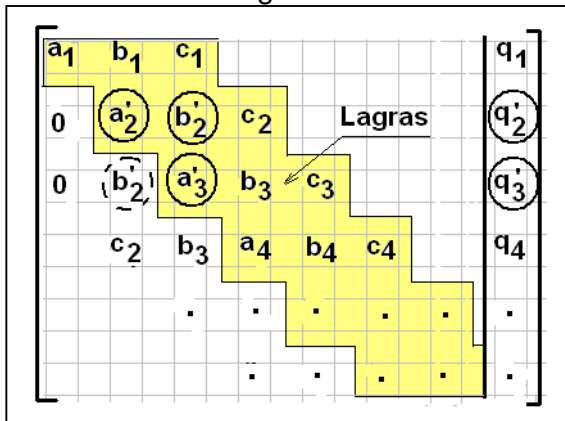 a1 b1 c1 q1
0 a'2 b'2 c2 Lagras q'2
0 b'2 a'3 b3 c3 q'3
c2 b3 a4 b4 c4 q4
. . . . . .
. . . . .